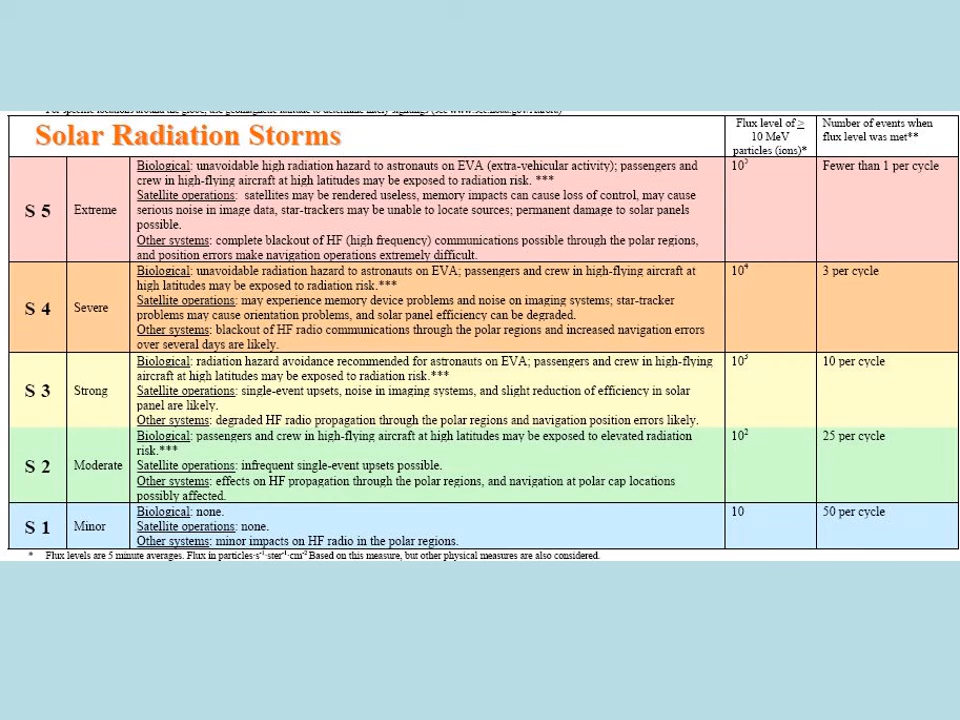 Solar Radiation Storms
Flux level of ≥
10 MeV
particles (ions)*
Number of events when
flux level was met**
S 5
Extreme
Biological: unavoidable high radiation hazard to astronauts on EVA (extra-vehicular activity); passengers and
crew in high-flying aircraft at high latitudes may be exposed to radiation risk. ***
Satellite operations: satellites may be rendered useless, memory impacts can cause loss of control, may cause
serious noise in image data, star-trackers may be unable to locate sources; permanent damage to solar panels
possible.
Other systems: complete blackout of HF (high frequency) communications possible through the polar regions,
and position errors make navigation operations extremely difficult.
10⁵
Fewer than 1 per cycle
S 4
Severe
Biological: unavoidable radiation hazard to astronauts on EVA; passengers and crew in high-flying aircraft at
high latitudes may be exposed to radiation risk.***
Satellite operations: may experience memory device problems and noise on imaging systems; star-tracker
problems may cause orientation problems, and solar panel efficiency can be degraded.
Other systems: blackout of HF radio communications through the polar regions and increased navigation errors
over several days are likely.
10⁴
3 per cycle
S 3
Strong
Biological: radiation hazard avoidance recommended for astronauts on EVA; passengers and crew in high-flying
aircraft at high latitudes may be exposed to radiation risk.***
Satellite operations: single-event upsets, noise in imaging systems, and slight reduction of efficiency in solar
panel are likely.
Other systems: degraded HF radio propagation through the polar regions and navigation position errors likely.
10³
10 per cycle
S 2
Moderate
Biological: passengers and crew in high-flying aircraft at high latitudes may be exposed to elevated radiation
risk.***
Satellite operations: infrequent single-event upsets possible.
Other systems: effects on HF propagation through the polar regions, and navigation at polar cap locations
possibly affected.
10²
25 per cycle
S 1
Minor
Biological: none.
Satellite operations: none.
Other systems: minor impacts on HF radio in the polar regions.
10
50 per cycle
* Flux levels are 5 minute averages. Flux in particles·s⁻¹·ster⁻¹·cm⁻² Based on this measure, but other physical measures are also considered.